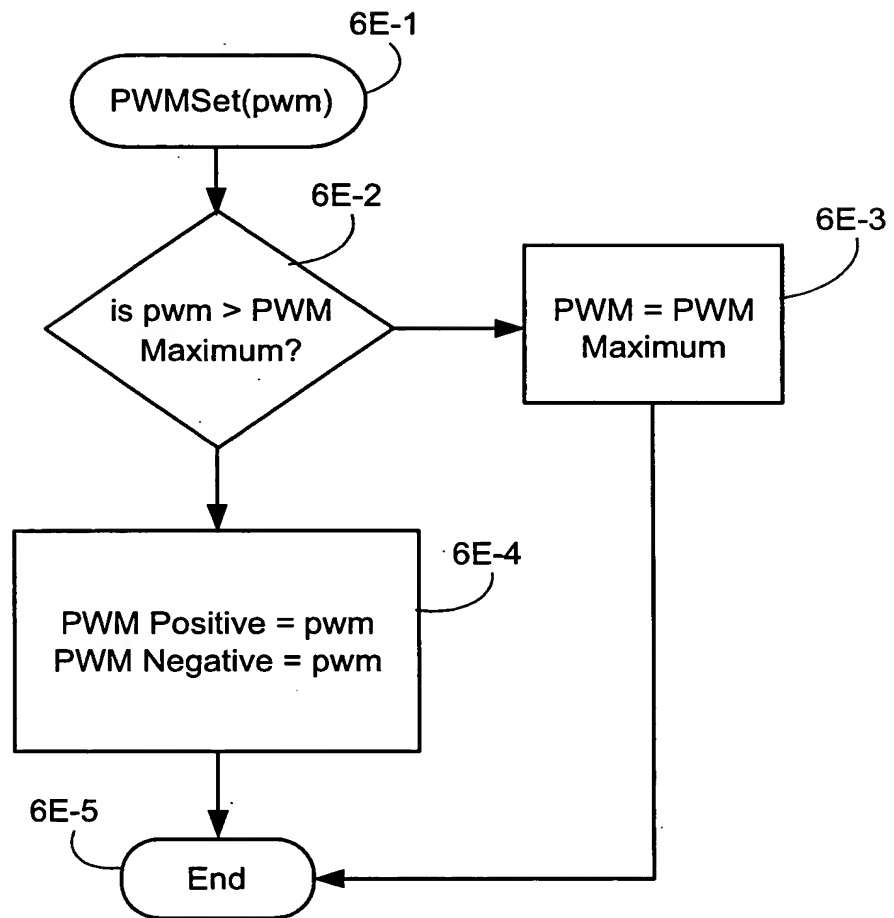 6E-1
PWMSet(pwm)
6E-2
is pwm > PWM
Maximum?
6E-3
PWM = PWM
Maximum
6E-4
PWM Positive = pwm
PWM Negative = pwm
6E-5
End